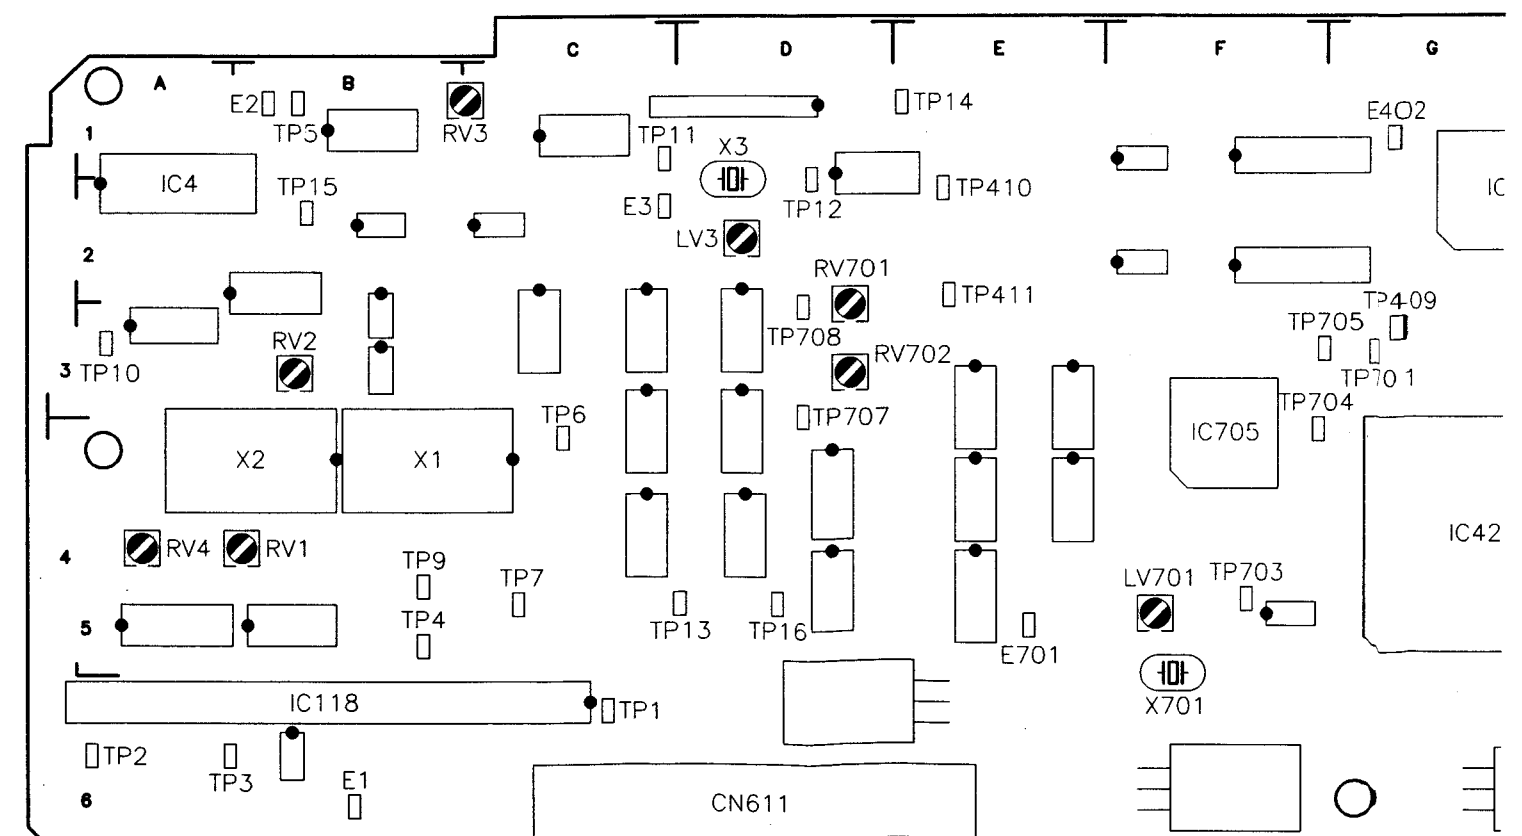 C
D
E
F
G
A
B
E2
TP5
RV3
TP14
E4O2
1
TP11
X3
IC4
TP15
TP12
TP410
IC
E3
LV3
2
RV701
TP411
TP409
TP705
RV2
TP708
RV702
3
TP10
TP701
TP704
TP6
TP707
IC705
X2
X1
IC42
RV4
RV1
4
TP9
TP7
LV701
TP703
TP4
5
TP13
TP16
E701
IC118
TP1
X701
TP2
TP3
E1
6
CN611